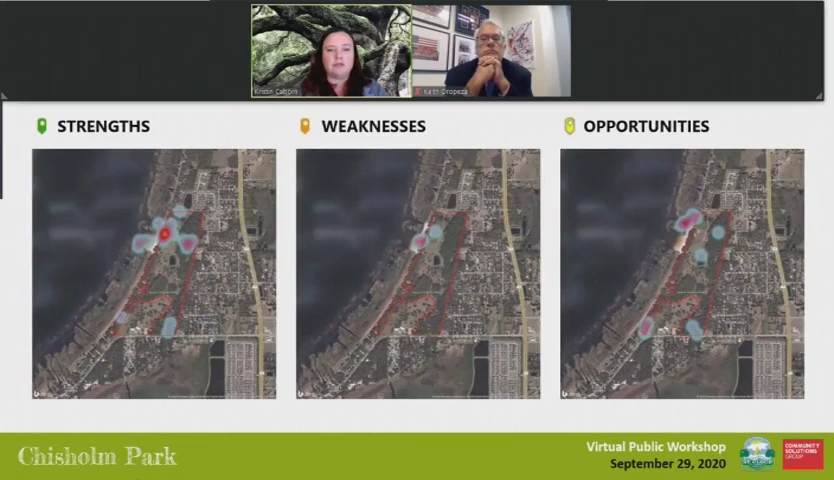 Kristin Caborn
Keith Oropeza
STRENGTHS
WEAKNESSES
OPPORTUNITIES
Chisholm Park
Virtual Public Workshop
September 29, 2020
COMMUNITY
SOLUTIONS
GROUP